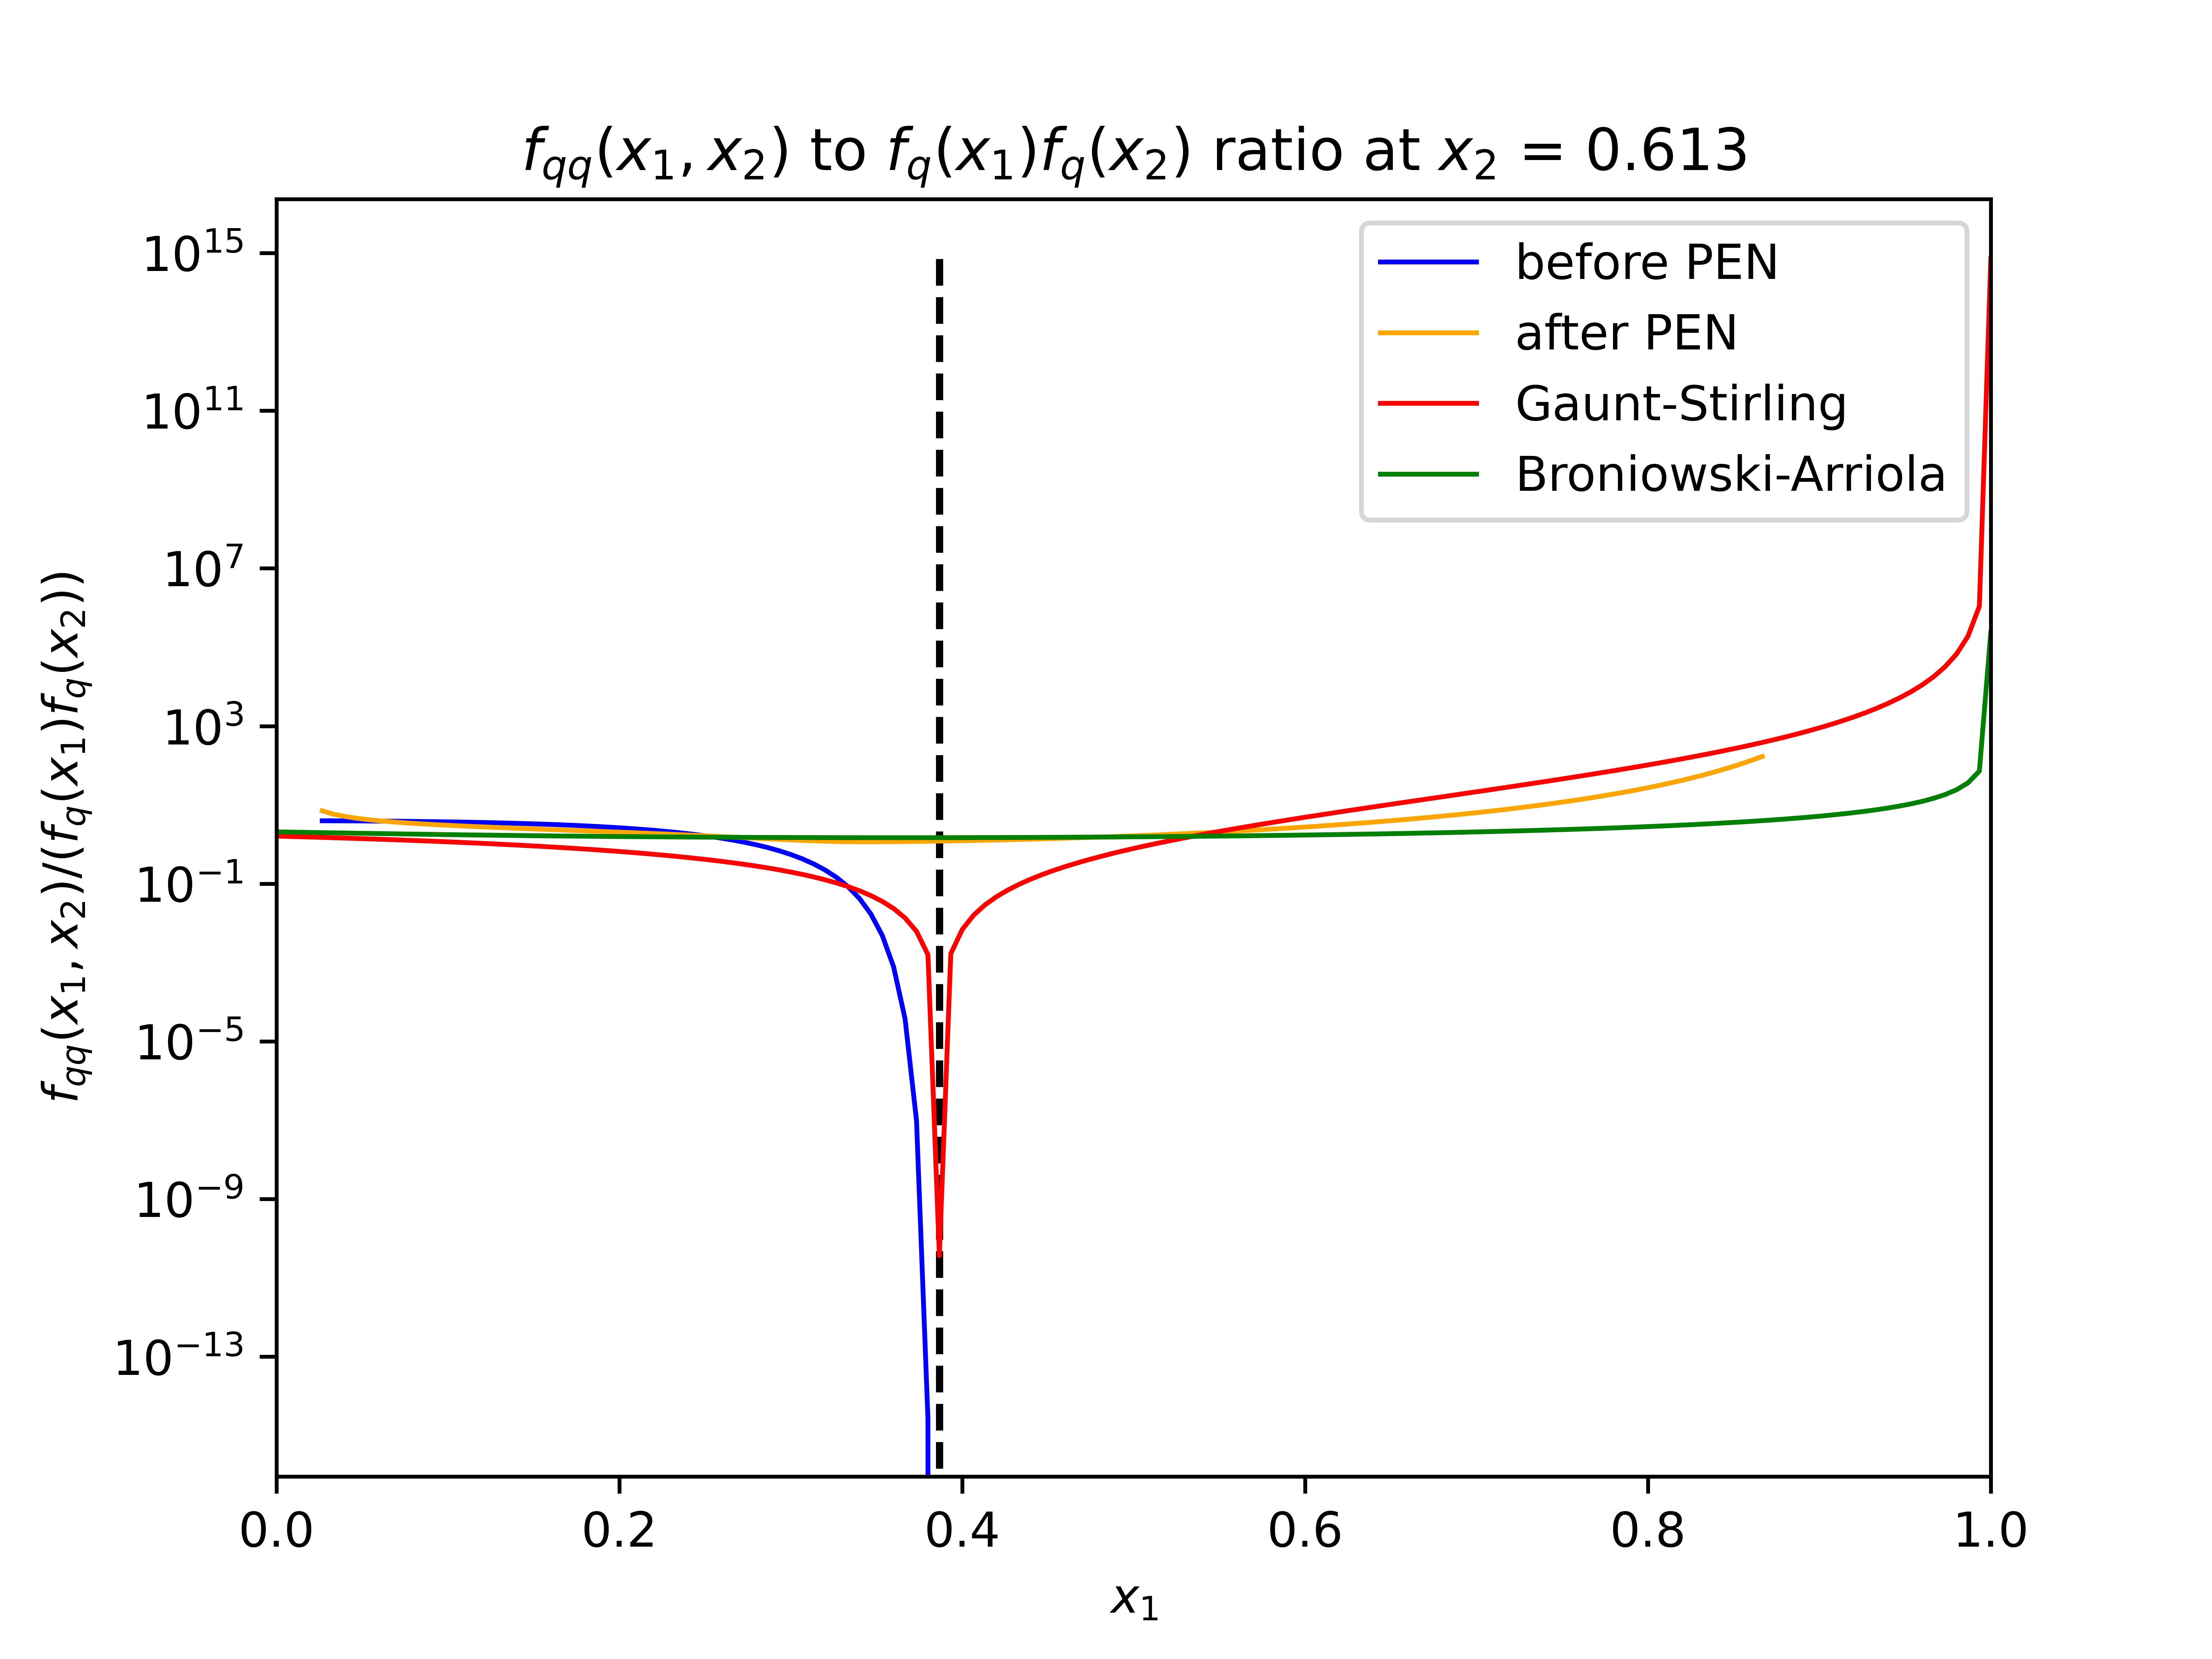 f_qq(x_1, x_2) to f_q(x_1)f_q(x_2) ratio at x_2 = 0.613
before PEN
after PEN
Gaunt-Stirling
Broniowski-Arriola
f_qq(x_1, x_2)/(f_q(x_1)f_q(x_2))
10^15
10^11
10^7
10^3
10^−1
10^−5
10^−9
10^−13
0.0 0.2 0.4 0.6 0.8 1.0
x_1